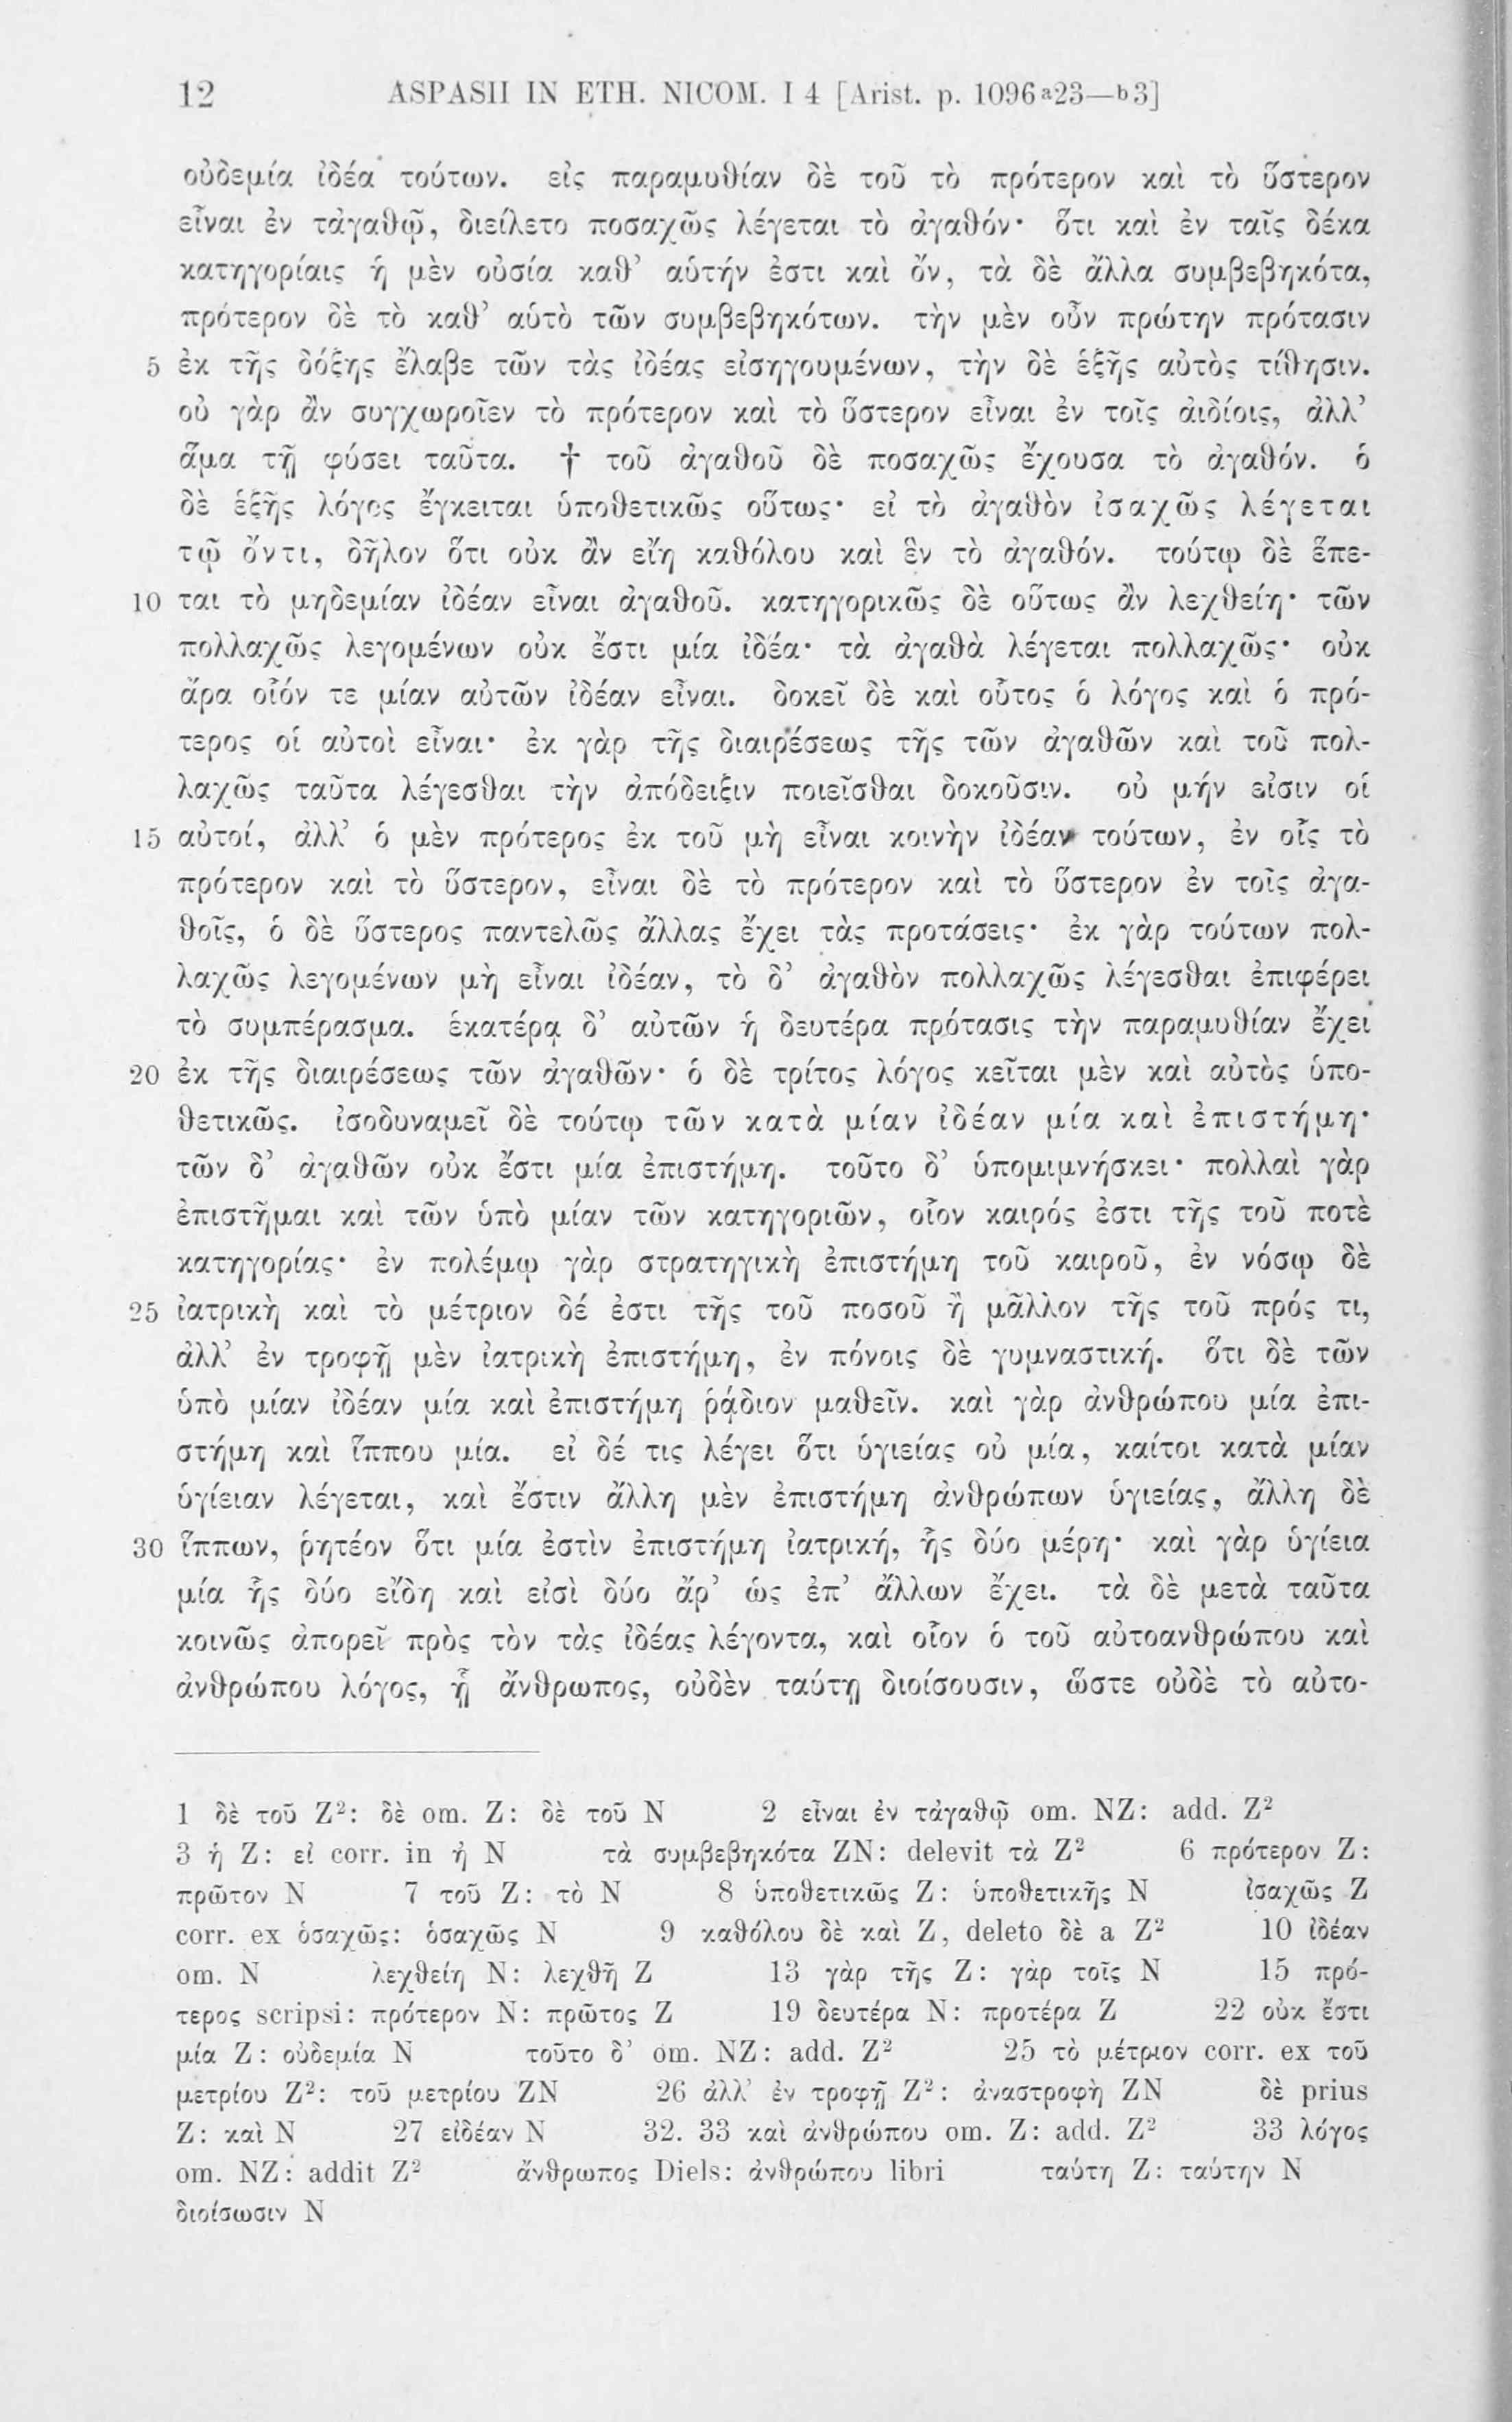 12 ASPASII IN ETH. NICOM. I 4 [Arist. p. 1096ᵃ23—ᵇ3]
οὐδεμία ἰδέα τούτων. εἰς παραμυθίαν δὲ τοῦ τὸ πρότερον καὶ τὸ ὕστερον
εἶναι ἐν τἀγαθῷ, διείλετο ποσαχῶς λέγεται τὸ ἀγαθόν· ὅτι καὶ ἐν ταῖς δέκα
κατηγορίαις ἡ μὲν οὐσία καθ’ αὑτήν ἐστι καὶ ὄν, τὰ δὲ ἄλλα συμβεβηκότα,
πρότερον δὲ τὸ καθ’ αὑτὸ τῶν συμβεβηκότων. τὴν μὲν οὖν πρώτην πρότασιν
5 ἐκ τῆς δόξης ἔλαβε τῶν τὰς ἰδέας εἰσηγουμένων, τὴν δὲ ἑξῆς αὐτὸς τίθησιν.
οὐ γὰρ ἂν συγχωροῖεν τὸ πρότερον καὶ τὸ ὕστερον εἶναι ἐν τοῖς ἀιδίοις, ἀλλ’
ἅμα τῇ φύσει ταῦτα. † τοῦ ἀγαθοῦ δὲ ποσαχῶς ἔχουσα τὸ ἀγαθόν. ὁ
δὲ ἑξῆς λόγος ἔγκειται ὑποθετικῶς οὕτως· εἰ τὸ ἀγαθὸν ἰσαχῶς λέγεται
τῷ ὄντι, δῆλον ὅτι οὐκ ἂν εἴη καθόλου καὶ ἓν τὸ ἀγαθόν. τούτῳ δὲ ἕπε-
10 ται τὸ μηδεμίαν ἰδέαν εἶναι ἀγαθοῦ. κατηγορικῶς δὲ οὕτως ἂν λεχθείη· τῶν
πολλαχῶς λεγομένων οὐκ ἔστι μία ἰδέα· τὰ ἀγαθὰ λέγεται πολλαχῶς· οὐκ
ἄρα οἷόν τε μίαν αὐτῶν ἰδέαν εἶναι. δοκεῖ δὲ καὶ οὗτος ὁ λόγος καὶ ὁ πρό-
τερος οἱ αὐτοὶ εἶναι· ἐκ γὰρ τῆς διαιρέσεως τῆς τῶν ἀγαθῶν καὶ τοῦ πολ-
λαχῶς ταῦτα λέγεσθαι τὴν ἀπόδειξιν ποιεῖσθαι δοκοῦσιν. οὐ μήν εἰσιν οἱ
15 αὐτοί, ἀλλ’ ὁ μὲν πρότερος ἐκ τοῦ μὴ εἶναι κοινὴν ἰδέαν τούτων, ἐν οἷς τὸ
πρότερον καὶ τὸ ὕστερον, εἶναι δὲ τὸ πρότερον καὶ τὸ ὕστερον ἐν τοῖς ἀγα-
θοῖς, ὁ δὲ ὕστερος παντελῶς ἄλλας ἔχει τὰς προτάσεις· ἐκ γὰρ τούτων πολ-
λαχῶς λεγομένων μὴ εἶναι ἰδέαν, τὸ δ’ ἀγαθὸν πολλαχῶς λέγεσθαι ἐπιφέρει
τὸ συμπέρασμα. ἑκατέρᾳ δ’ αὐτῶν ἡ δευτέρα πρότασις τὴν παραμυθίαν ἔχει
20 ἐκ τῆς διαιρέσεως τῶν ἀγαθῶν· ὁ δὲ τρίτος λόγος κεῖται μὲν καὶ αὐτὸς ὑπο-
θετικῶς. ἰσοδυναμεῖ δὲ τούτῳ τῶν κατὰ μίαν ἰδέαν μία καὶ ἐπιστήμη·
τῶν δ’ ἀγαθῶν οὐκ ἔστι μία ἐπιστήμη. τοῦτο δ’ ὑπομιμνήσκει· πολλαὶ γὰρ
ἐπιστῆμαι καὶ τῶν ὑπὸ μίαν τῶν κατηγοριῶν, οἷον καιρός ἐστι τῆς τοῦ ποτὲ
κατηγορίας· ἐν πολέμῳ γὰρ στρατηγικὴ ἐπιστήμη τοῦ καιροῦ, ἐν νόσῳ δὲ
25 ἰατρικὴ καὶ τὸ μέτριον δέ ἐστι τῆς τοῦ ποσοῦ ἢ μᾶλλον τῆς τοῦ πρός τι,
ἀλλ’ ἐν τροφῇ μὲν ἰατρικὴ ἐπιστήμη, ἐν πόνοις δὲ γυμναστική. ὅτι δὲ τῶν
ὑπὸ μίαν ἰδέαν μία καὶ ἐπιστήμη ῥᾴδιον μαθεῖν. καὶ γὰρ ἀνθρώπου μία ἐπι-
στήμη καὶ ἵππου μία. εἰ δέ τις λέγει ὅτι ὑγιείας οὐ μία, καίτοι κατὰ μίαν
ὑγίειαν λέγεται, καὶ ἔστιν ἄλλη μὲν ἐπιστήμη ἀνθρώπων ὑγιείας, ἄλλη δὲ
30 ἵππων, ῥητέον ὅτι μία ἐστὶν ἐπιστήμη ἰατρική, ἧς δύο μέρη· καὶ γὰρ ὑγίεια
μία ἧς δύο εἴδη καὶ εἰσὶ δύο ἄρ’ ὡς ἐπ’ ἄλλων ἔχει. τὰ δὲ μετὰ ταῦτα
κοινῶς ἀπορεῖ πρὸς τὸν τὰς ἰδέας λέγοντα, καὶ οἷον ὁ τοῦ αὐτοανθρώπου καὶ
ἀνθρώπου λόγος, ᾗ ἄνθρωπος, οὐδὲν ταύτῃ διοίσουσιν, ὥστε οὐδὲ τὸ αὐτο-
1 δὲ τοῦ Z²: δὲ om. Z: δὲ τοῦ N 2 εἶναι ἐν τἀγαθῷ om. NZ: add. Z²
3 ἡ Z: εἰ corr. in ἡ N τὰ συμβεβηκότα ZN: delevit τὰ Z² 6 πρότερον Z:
πρῶτον N 7 τοῦ Z: τὸ N 8 ὑποθετικῶς Z: ὑποθετικῆς N ἰσαχῶς Z
corr. ex ὁσαχῶς: ὁσαχῶς N 9 καθόλου δὲ καὶ Z, deleto δὲ a Z² 10 ἰδέαν
om. N λεχθείη N: λεχθῆ Z 13 γὰρ τῆς Z: γὰρ τοῖς N 15 πρό-
τερος scripsi: πρότερον N: πρῶτος Z 19 δευτέρα N: προτέρα Z 22 οὐκ ἔστι
μία Z: οὐδεμία N τοῦτο δ’ om. NZ: add. Z² 25 τὸ μέτριον corr. ex τοῦ
μετρίου Z²: τοῦ μετρίου ZN 26 ἀλλ’ ἐν τροφῇ Z²: ἀναστροφὴ ZN δὲ prius
Z: καὶ N 27 εἰδέαν N 32. 33 καὶ ἀνθρώπου om. Z: add. Z² 33 λόγος
om. NZ: addit Z² ἄνθρωπος Diels: ἀνθρώπου libri ταύτη Z: ταύτην N
διοίσωσιν N